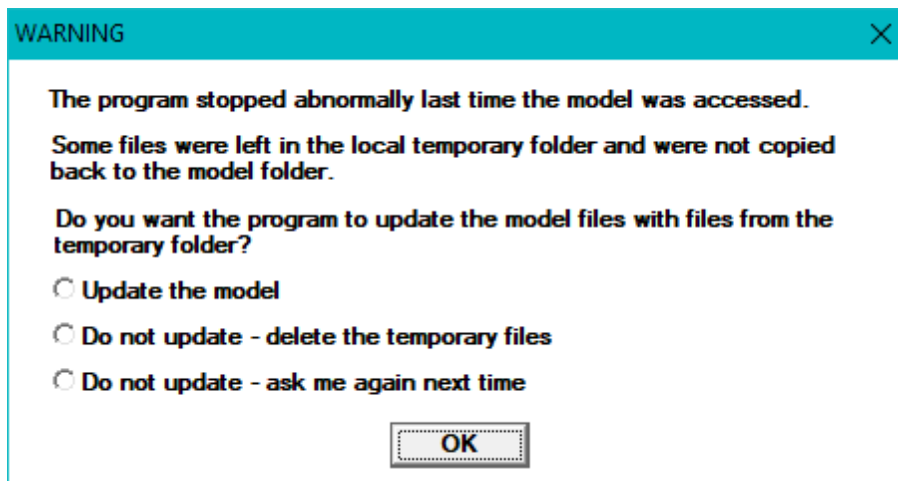 WARNING
The program stopped abnormally last time the model was accessed.
Some files were left in the local temporary folder and were not copied
back to the model folder.
Do you want the program to update the model files with files from the
temporary folder?
Update the model
Do not update - delete the temporary files
Do not update - ask me again next time
OK